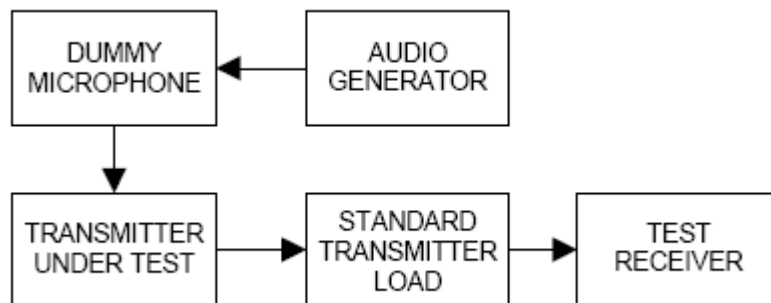 DUMMY
MICROPHONE
AUDIO
GENERATOR
TRANSMITTER
UNDER TEST
STANDARD
TRANSMITTER
LOAD
TEST
RECEIVER